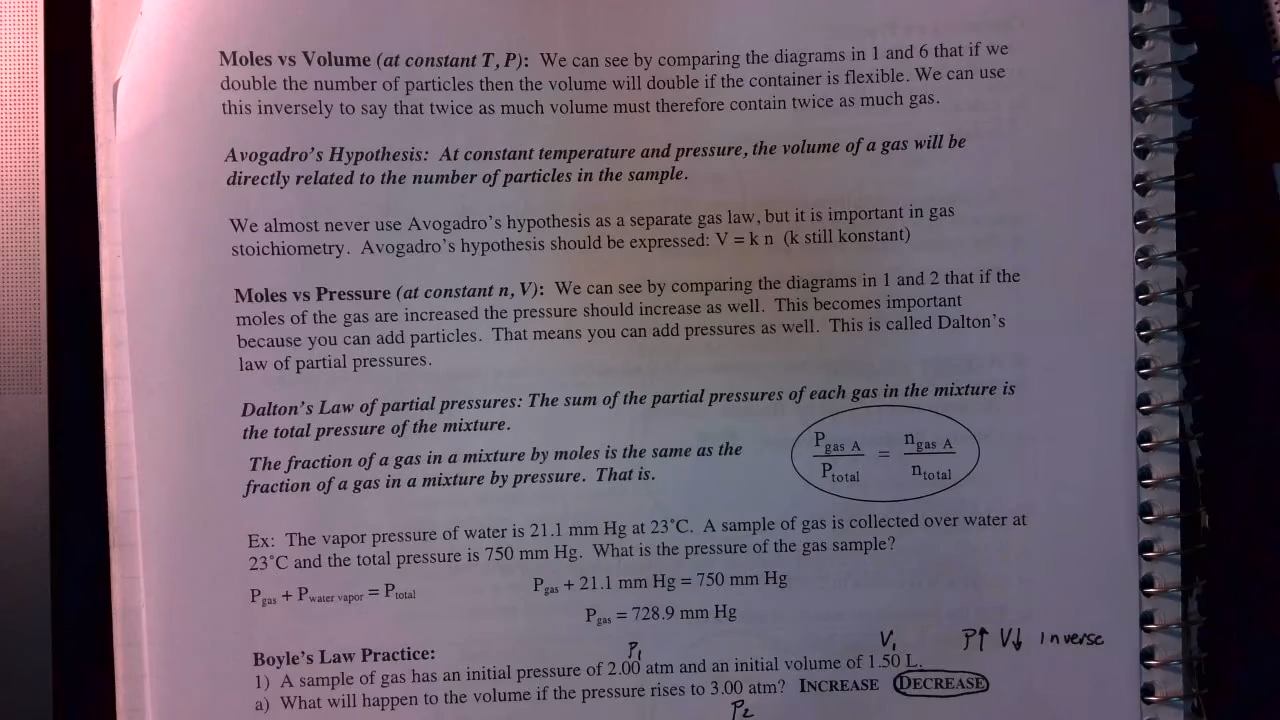 Moles vs Volume (at constant T, P): We can see by comparing the diagrams in 1 and 6 that if we
double the number of particles then the volume will double if the container is flexible. We can use
this inversely to say that twice as much volume must therefore contain twice as much gas.
Avogadro's Hypothesis: At constant temperature and pressure, the volume of a gas will be
directly related to the number of particles in the sample.
We almost never use Avogadro's hypothesis as a separate gas law, but it is important in gas
stoichiometry. Avogadro's hypothesis should be expressed: V = k n (k still konstant)
Moles vs Pressure (at constant n, V): We can see by comparing the diagrams in 1 and 2 that if the
moles of the gas are increased the pressure should increase as well. This becomes important
because you can add particles. That means you can add pressures as well. This is called Dalton's
law of partial pressures.
Dalton's Law of partial pressures: The sum of the partial pressures of each gas in the mixture is
the total pressure of the mixture.
The fraction of a gas in a mixture by moles is the same as the
fraction of a gas in a mixture by pressure. That is.
P gas A / P total = n gas A / n total
Ex: The vapor pressure of water is 21.1 mm Hg at 23°C. A sample of gas is collected over water at
23°C and the total pressure is 750 mm Hg. What is the pressure of the gas sample?
P gas + P water vapor = P total P gas + 21.1 mm Hg = 750 mm Hg
P gas = 728.9 mm Hg
P₁ V₁ P↑ V↓ inverse
Boyle's Law Practice:
1) A sample of gas has an initial pressure of 2.00 atm and an initial volume of 1.50 L.
a) What will happen to the volume if the pressure rises to 3.00 atm? INCREASE DECREASE
P₂